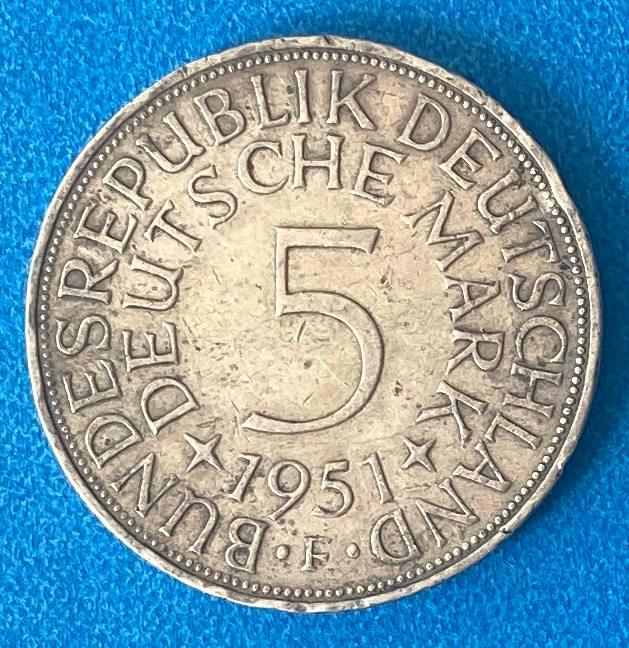 BUNDESREPUBLIK DEUTSCHLAND
DEUTSCHE MARK
5
1951
· F ·